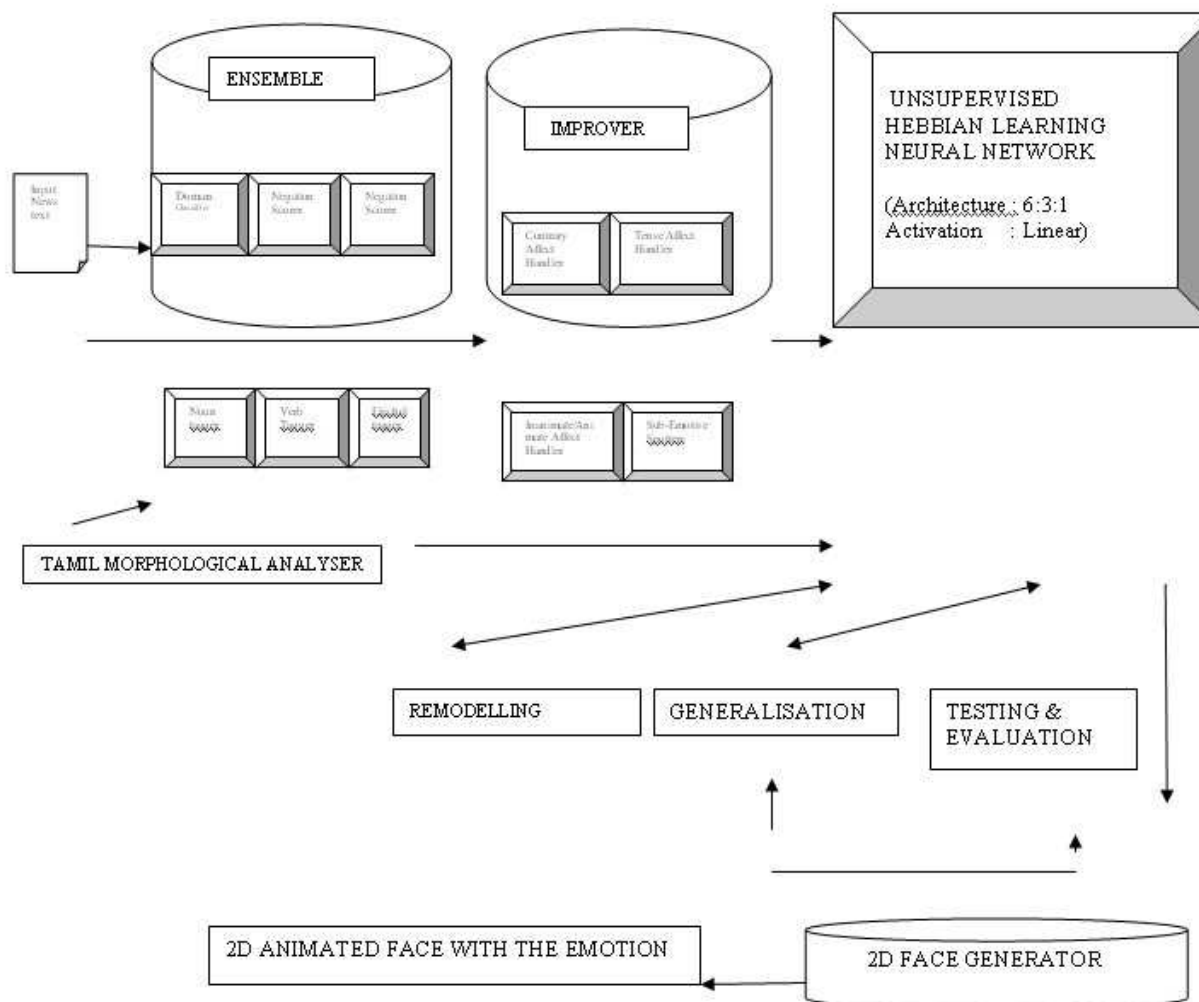 ENSEMBLE
IMPROVER
UNSUPERVISED
HEBBIAN LEARNING
NEURAL NETWORK
(Architecture : 6:3:1
Activation : Linear)
Input
News
text
Domain
Negation
Scorer
Negation
Scorer
Contrary
Affect
Handler
Tense Affect
Handler
Noun
Verb
Inanimate/Ani
mate Affect
Handler
Sub-Emotive
TAMIL MORPHOLOGICAL ANALYSER
REMODELLING
GENERALISATION
TESTING &
EVALUATION
2D ANIMATED FACE WITH THE EMOTION
2D FACE GENERATOR